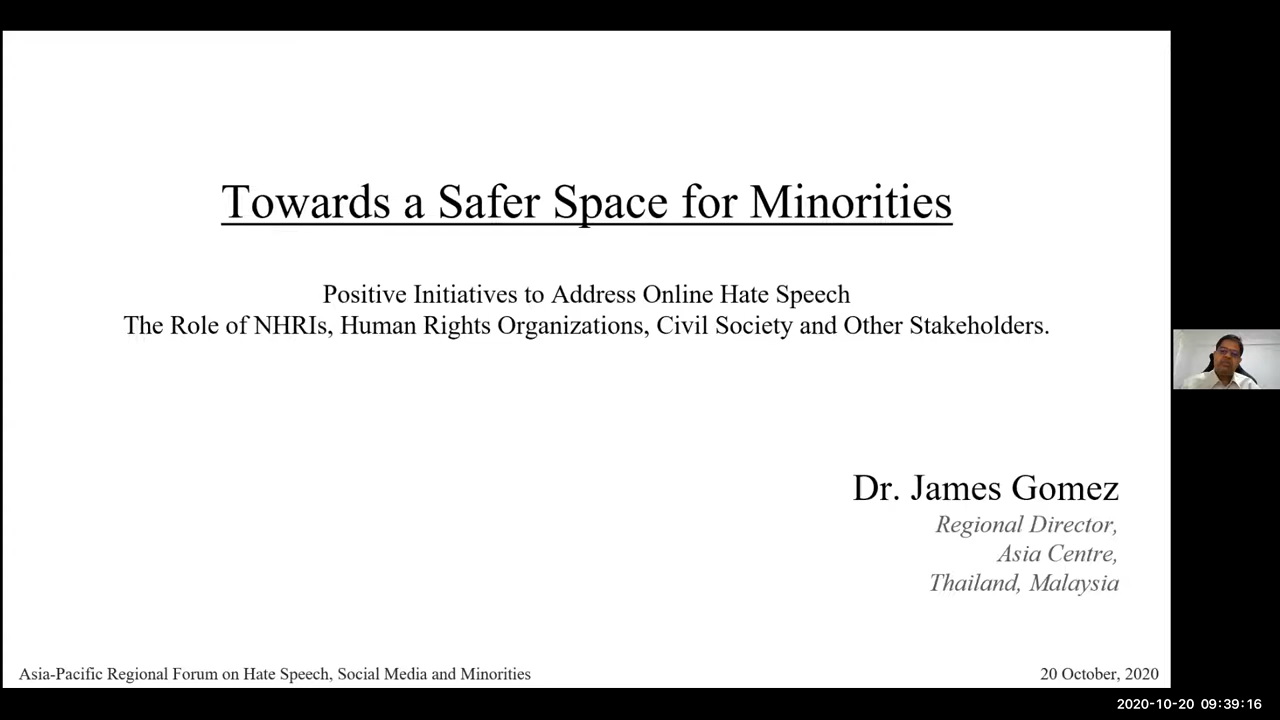 Towards a Safer Space for Minorities
Positive Initiatives to Address Online Hate Speech
The Role of NHRIs, Human Rights Organizations, Civil Society and Other Stakeholders.
Dr. James Gomez
Regional Director,
Asia Centre,
Thailand, Malaysia
Asia-Pacific Regional Forum on Hate Speech, Social Media and Minorities
20 October, 2020
2020-10-20 09:39:16